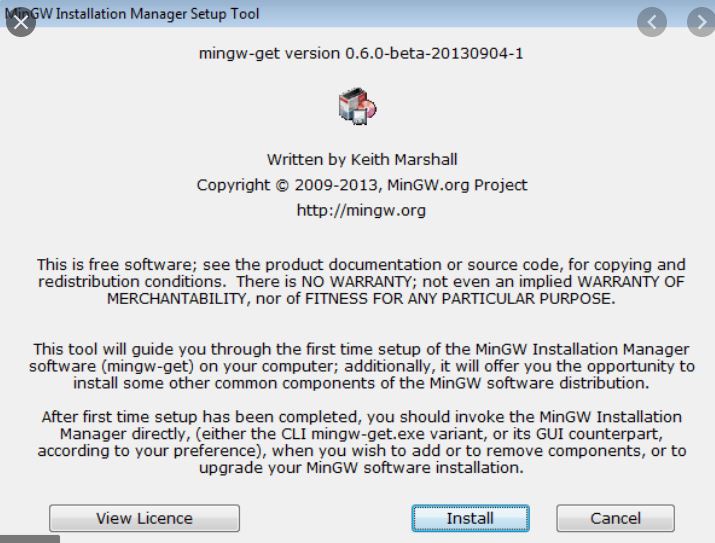 MinGW Installation Manager Setup Tool
mingw-get version 0.6.0-beta-20130904-1
Written by Keith Marshall
Copyright © 2009-2013, MinGW.org Project
http://mingw.org
This is free software; see the product documentation or source code, for copying and
redistribution conditions.  There is NO WARRANTY; not even an implied WARRANTY OF
MERCHANTABILITY, nor of FITNESS FOR ANY PARTICULAR PURPOSE.
This tool will guide you through the first time setup of the MinGW Installation Manager
software (mingw-get) on your computer; additionally, it will offer you the opportunity to
install some other common components of the MinGW software distribution.
After first time setup has been completed, you should invoke the MinGW Installation
Manager directly, (either the CLI mingw-get.exe variant, or its GUI counterpart,
according to your preference), when you wish to add or to remove components, or to
upgrade your MinGW software installation.
View Licence
Install
Cancel